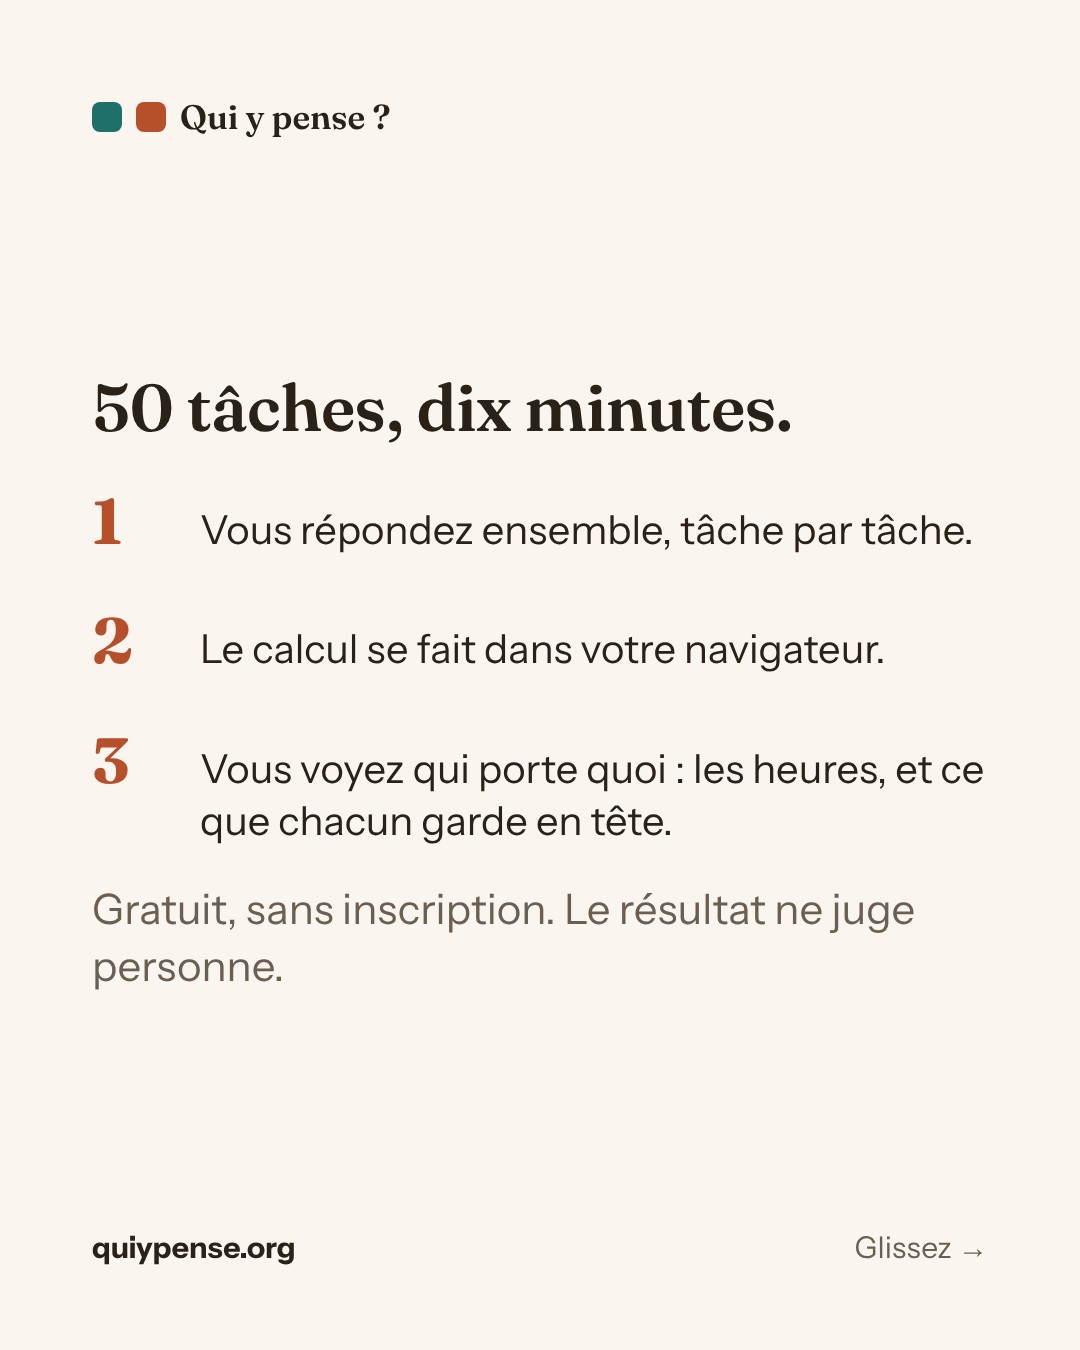 Qui y pense ?
50 tâches, dix minutes.
1 Vous répondez ensemble, tâche par tâche.
2 Le calcul se fait dans votre navigateur.
3 Vous voyez qui porte quoi : les heures, et ce
que chacun garde en tête.
Gratuit, sans inscription. Le résultat ne juge
personne.
quiypense.org
Glissez →